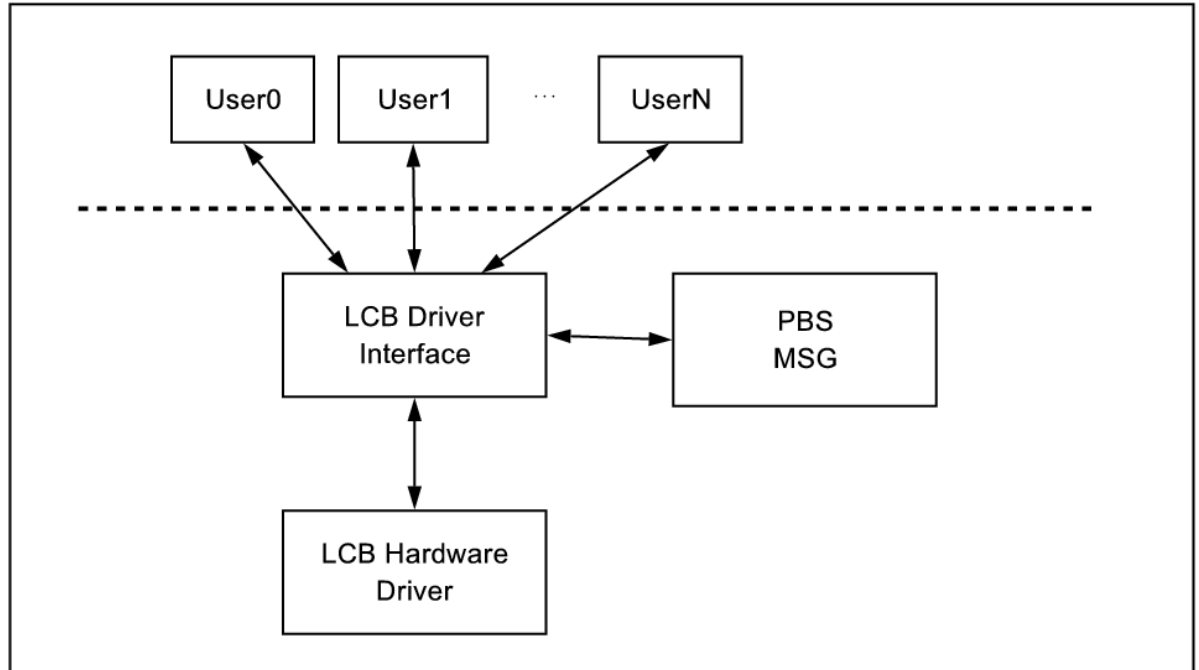 User0
User1
...
UserN
LCB Driver
Interface
PBS
MSG
LCB Hardware
Driver